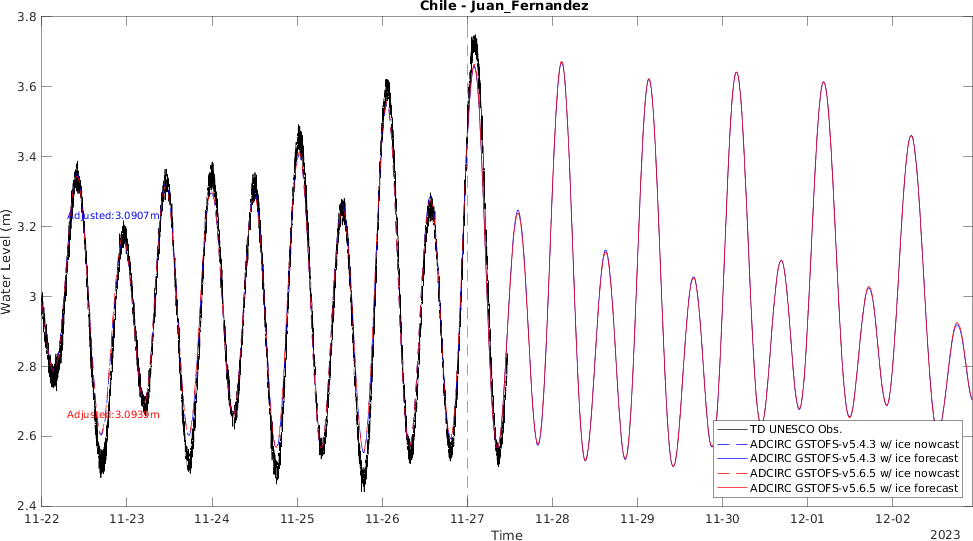 Chile - Juan_Fernandez
3.8
3.6
3.4
3.2
3
2.8
2.6
2.4
Water Level (m)
Adjusted:3.0907m
Adjusted:3.0939m
TD UNESCO Obs.
ADCIRC GSTOFS-v5.4.3 w/ ice nowcast
ADCIRC GSTOFS-v5.4.3 w/ ice forecast
ADCIRC GSTOFS-v5.6.5 w/ ice nowcast
ADCIRC GSTOFS-v5.6.5 w/ ice forecast
11-22 11-23 11-24 11-25 11-26 11-27 11-28 11-29 11-30 12-01 12-02
Time
2023